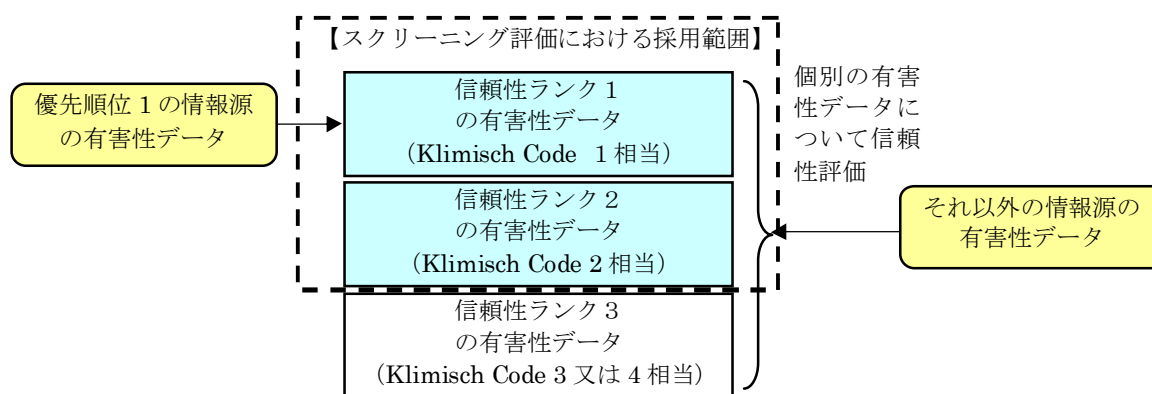 【スクリーニング評価における採用範囲】
優先順位１の情報源
の有害性データ
信頼性ランク１
の有害性データ
（Klimisch Code １相当）
信頼性ランク２
の有害性データ
（Klimisch Code 2 相当）
信頼性ランク３
の有害性データ
（Klimisch Code 3 又は 4 相当）
個別の有害
性データに
ついて信頼
性評価
それ以外の情報源の
有害性データ